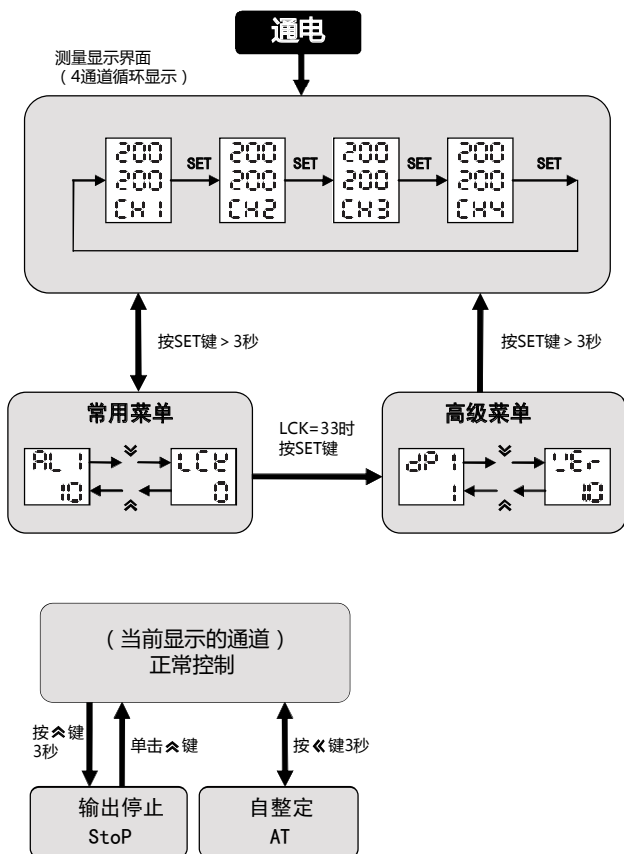 通电
测量显示界面
（4通道循环显示）
200 200 200 200
SET SET SET SET
200 200 200 200
CH1 CH2 CH3 CH4
按SET键 > 3秒
按SET键 > 3秒
常用菜单
高级菜单
LCK=33时
按SET键
AL1 LCK
10 0
dP1 VEr
1 1.0
（当前显示的通道）
正常控制
按键
3秒
单击键
按键3秒
输出停止
StoP
自整定
AT